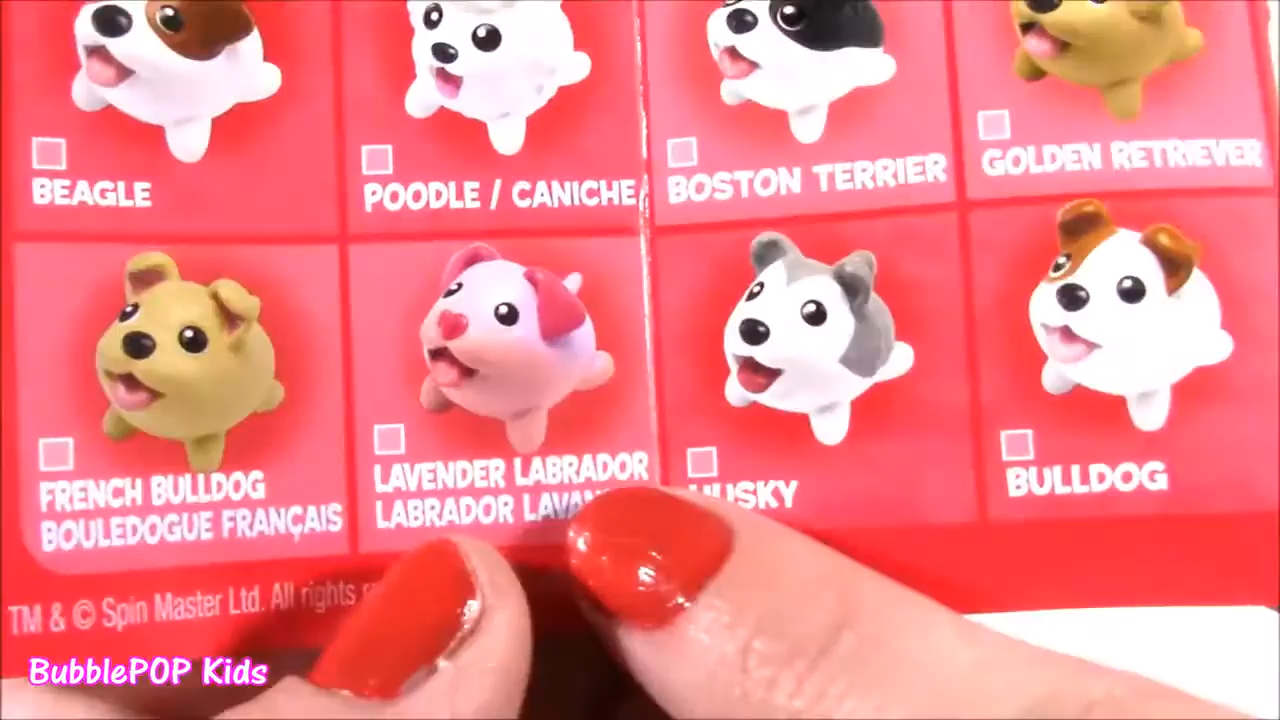 BEAGLE
POODLE / CANICHE
BOSTON TERRIER
GOLDEN RETRIEVER
FRENCH BULLDOG
BOULEDOGUE FRANÇAIS
LAVENDER LABRADOR
LABRADOR
HUSKY
BULLDOG
TM & © Spin Master Ltd. All rights
BubblePOP Kids